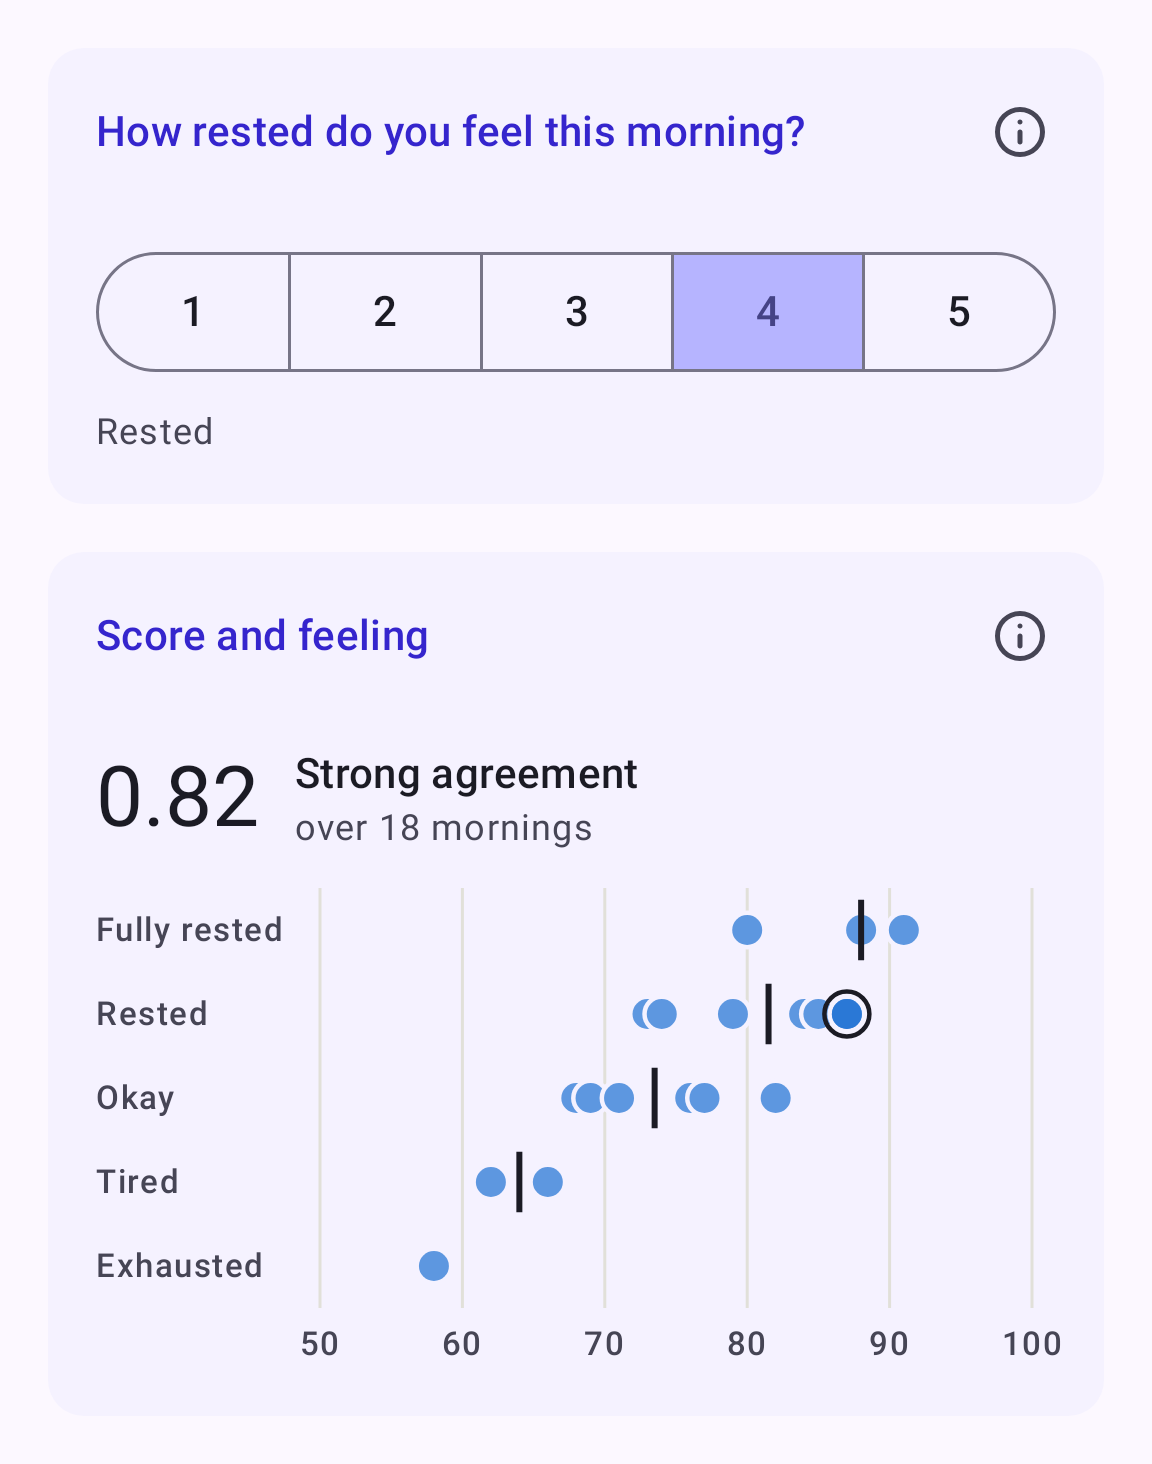 How rested do you feel this morning?
1 2 3 4 5
Rested
Score and feeling
0.82
Strong agreement
over 18 mornings
Fully rested
Rested
Okay
Tired
Exhausted
50 60 70 80 90 100